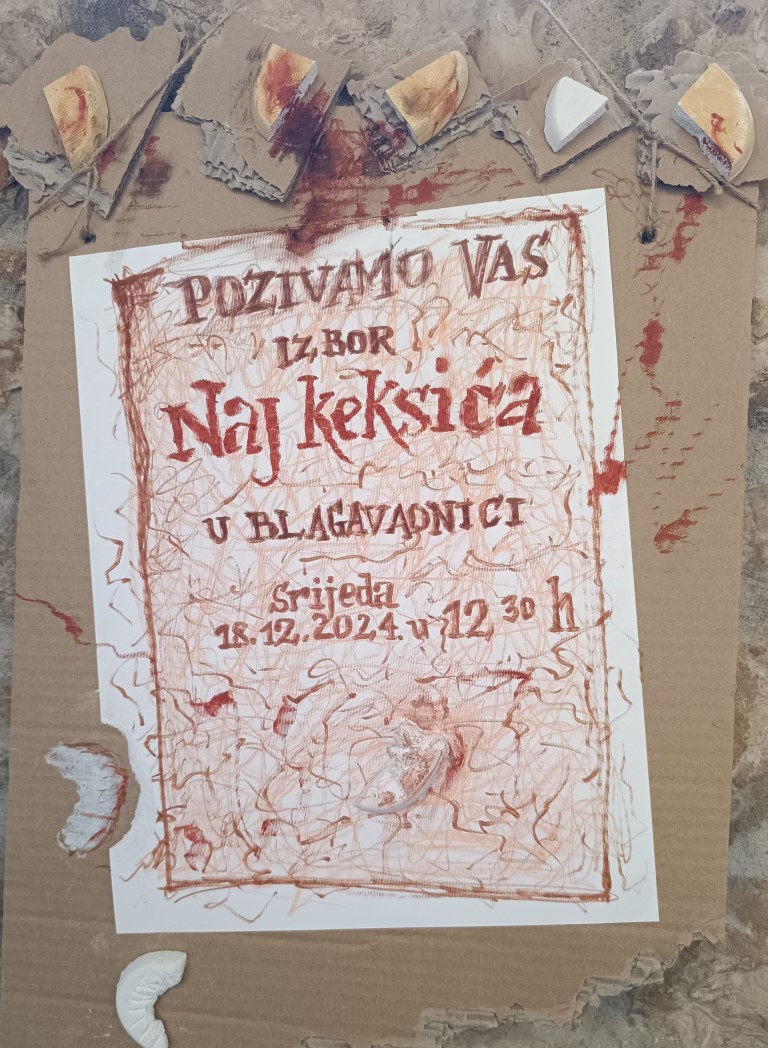 POZIVAMO VAS
IZBOR
Naj keksića
U BLAGAVAONICI
Srijeda
18.12.2024. u 12,30 h